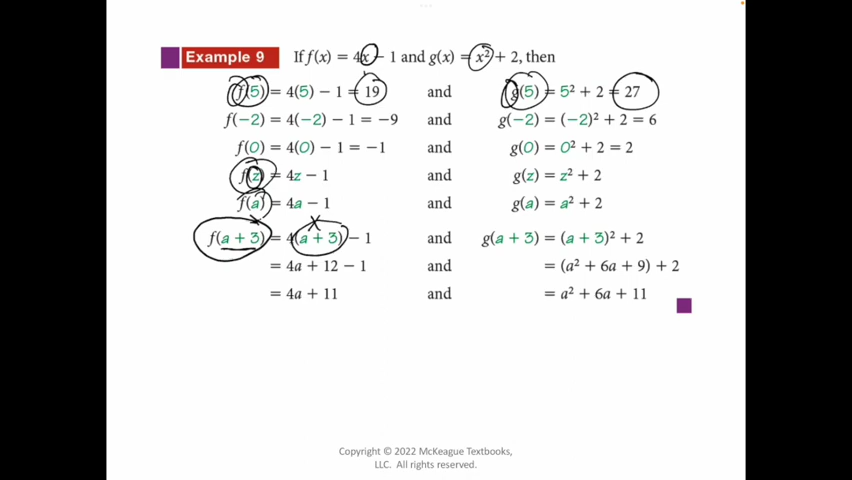 Example 9 If f(x) = 4x − 1 and g(x) = x² + 2, then
f(5) = 4(5) − 1 = 19 and g(5) = 5² + 2 = 27
f(−2) = 4(−2) − 1 = −9 and g(−2) = (−2)² + 2 = 6
f(0) = 4(0) − 1 = −1 and g(0) = 0² + 2 = 2
f(z) = 4z − 1 and g(z) = z² + 2
f(a) = 4a − 1 and g(a) = a² + 2
x
f(a + 3) = 4(a + 3) − 1 and g(a + 3) = (a + 3)² + 2
= 4a + 12 − 1 and = (a² + 6a + 9) + 2
= 4a + 11 and = a² + 6a + 11
Copyright © 2022 McKeague Textbooks,
LLC. All rights reserved.